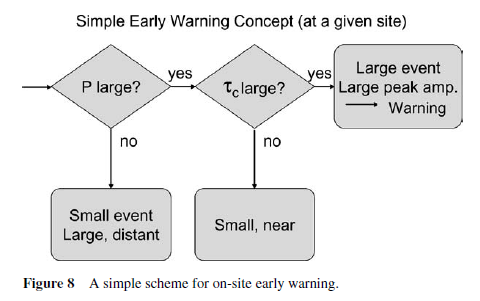 Simple Early Warning Concept (at a given site)
P large?
yes
τc large?
yes
Large event
Large peak amp.
Warning
no
no
Small event
Large, distant
Small, near
Figure 8 A simple scheme for on-site early warning.